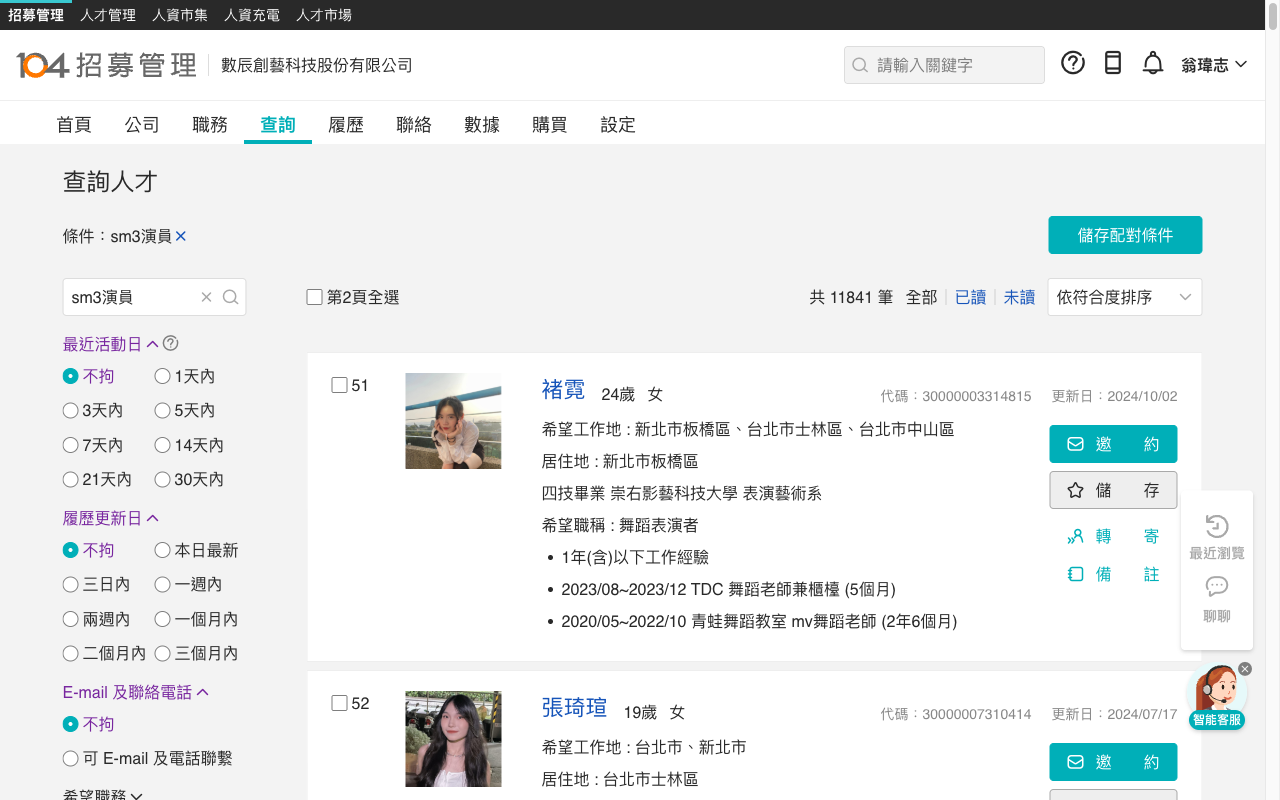 招募管理 人才管理 人資市集 人資充電 人才市場
104 招募管理 數辰創藝科技股份有限公司 請輸入關鍵字 翁瑋志
首頁 公司 職務 查詢 履歷 聯絡 數據 購買 設定
查詢人才
條件：sm3演員 儲存配對條件
sm3演員 第2頁全選 共 11841 筆 全部 已讀 未讀 依符合度排序
最近活動日
不拘 1天內
3天內 5天內
7天內 14天內
21天內 30天內
履歷更新日
不拘 本日最新
三日內 一週內
兩週內 一個月內
二個月內 三個月內
E-mail 及聯絡電話
不拘
可 E-mail 及電話聯繫
希望職務
51 褚霓 24歲 女 代碼：30000003314815 更新日：2024/10/02
希望工作地 : 新北市板橋區、台北市士林區、台北市中山區
居住地 : 新北市板橋區
四技畢業 崇右影藝科技大學 表演藝術系
希望職稱 : 舞蹈表演者
• 1年(含)以下工作經驗
• 2023/08~2023/12 TDC 舞蹈老師兼櫃檯 (5個月)
• 2020/05~2022/10 青蛙舞蹈教室 mv舞蹈老師 (2年6個月)
邀 約
儲 存
轉 寄
備 註
52 張琦瑄 19歲 女 代碼：30000007310414 更新日：2024/07/17
希望工作地 : 台北市、新北市
居住地 : 台北市士林區
邀 約
最近瀏覽
聊聊
智能客服